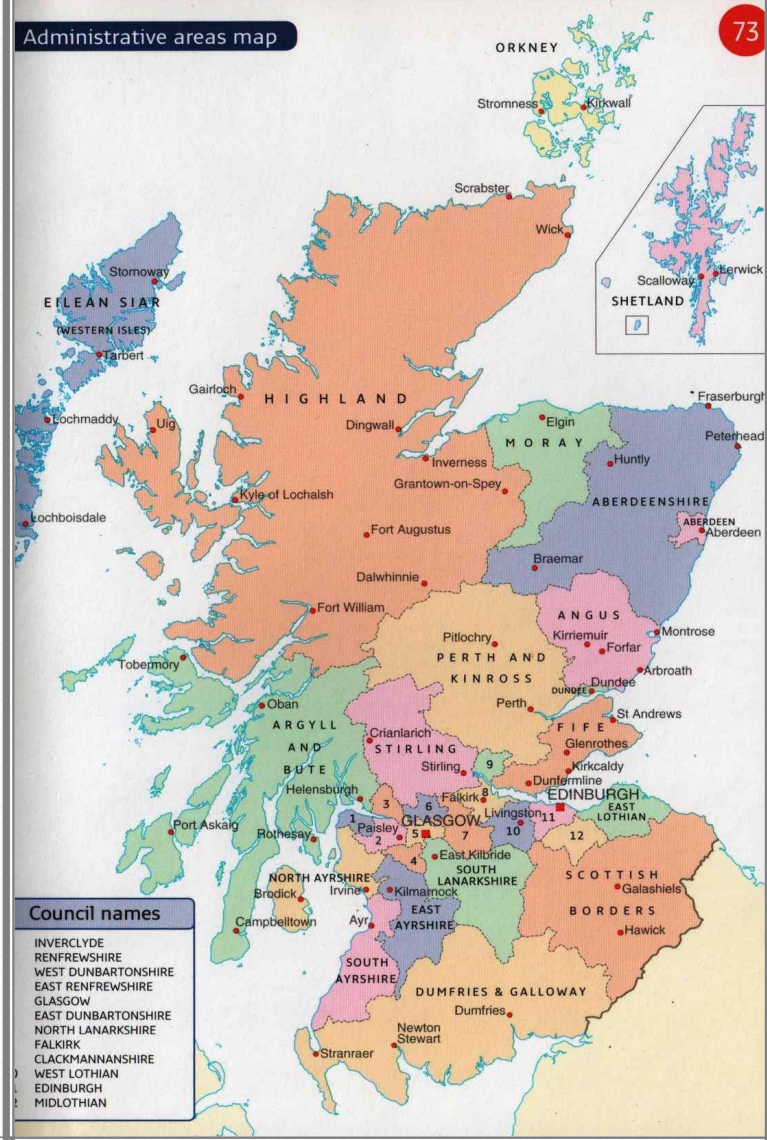 Administrative areas map
73
ORKNEY
Stromness
Kirkwall
Scrabster
Wick
Lerwick
Scalloway
SHETLAND
Stornoway
EILEAN SIAR
(WESTERN ISLES)
Tarbert
Lochmaddy
Lochboisdale
Gairloch
HIGHLAND
Uig
Dingwall
Inverness
Grantown-on-Spey
Kyle of Lochalsh
Fort Augustus
Dalwhinnie
Fort William
Fraserburgh
Elgin
MORAY
Peterhead
Huntly
ABERDEENSHIRE
ABERDEEN
Aberdeen
Braemar
ANGUS
Kirriemuir
Forfar
Montrose
Arbroath
Pitlochry
PERTH AND
KINROSS
DUNDEE
Dundee
Perth
Tobermory
Oban
ARGYLL
AND
BUTE
Crianlarich
STIRLING
Stirling
9
St Andrews
FIFE
Glenrothes
Kirkcaldy
Dunfermline
Helensburgh
3
6
Falkirk
8
EDINBURGH
EAST
LOTHIAN
1
Paisley
2
GLASGOW
5
7
Livingston
10
11
12
4
East Kilbride
SOUTH
LANARKSHIRE
Port Askaig
Rothesay
NORTH AYRSHIRE
Brodick
Irvine
Kilmarnock
EAST
AYRSHIRE
Ayr
SOUTH
AYRSHIRE
Campbelltown
SCOTTISH
Galashiels
BORDERS
Hawick
DUMFRIES & GALLOWAY
Dumfries
Newton
Stewart
Stranraer
Council names
INVERCLYDE
RENFREWSHIRE
WEST DUNBARTONSHIRE
EAST RENFREWSHIRE
GLASGOW
EAST DUNBARTONSHIRE
NORTH LANARKSHIRE
FALKIRK
CLACKMANNANSHIRE
WEST LOTHIAN
EDINBURGH
MIDLOTHIAN